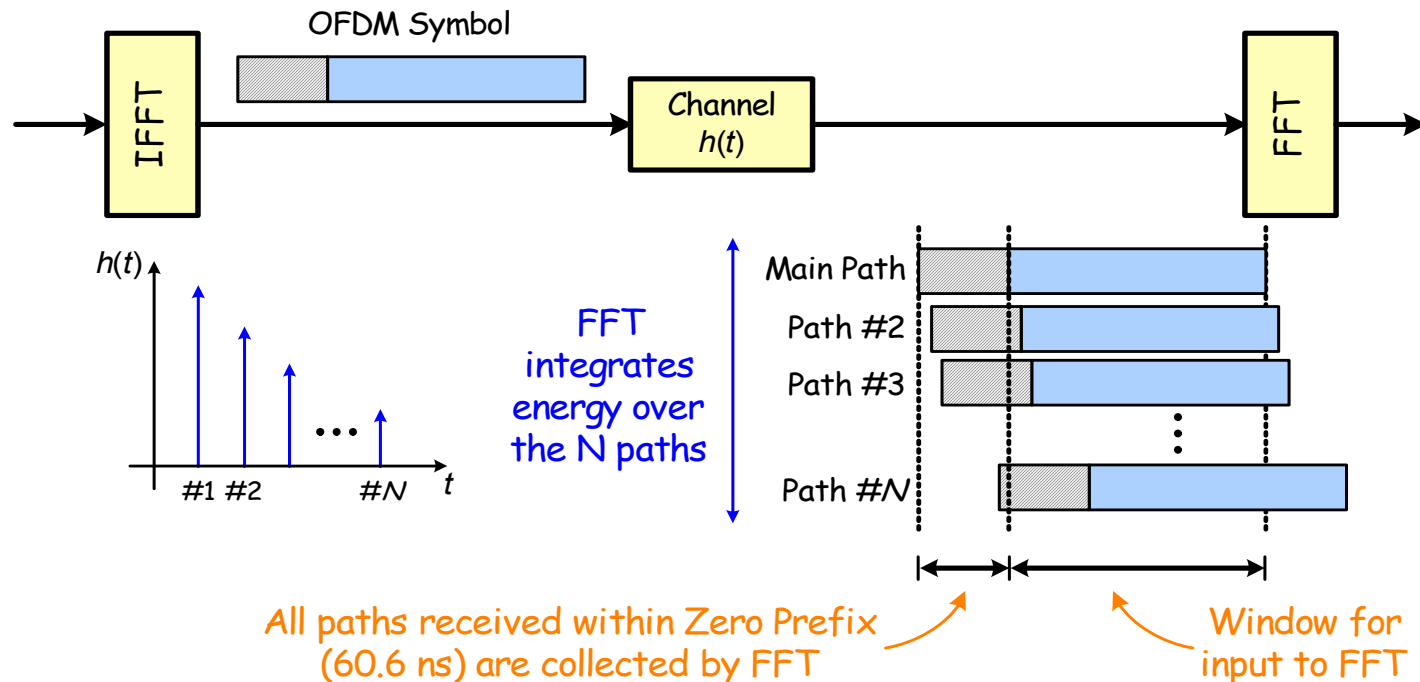 OFDM Symbol
IFFT
Channel
h(t)
FFT
h(t)
#1 #2 ••• #N t
FFT
integrates
energy over
the N paths
Main Path
Path #2
Path #3
Path #N
All paths received within Zero Prefix
(60.6 ns) are collected by FFT
Window for
input to FFT